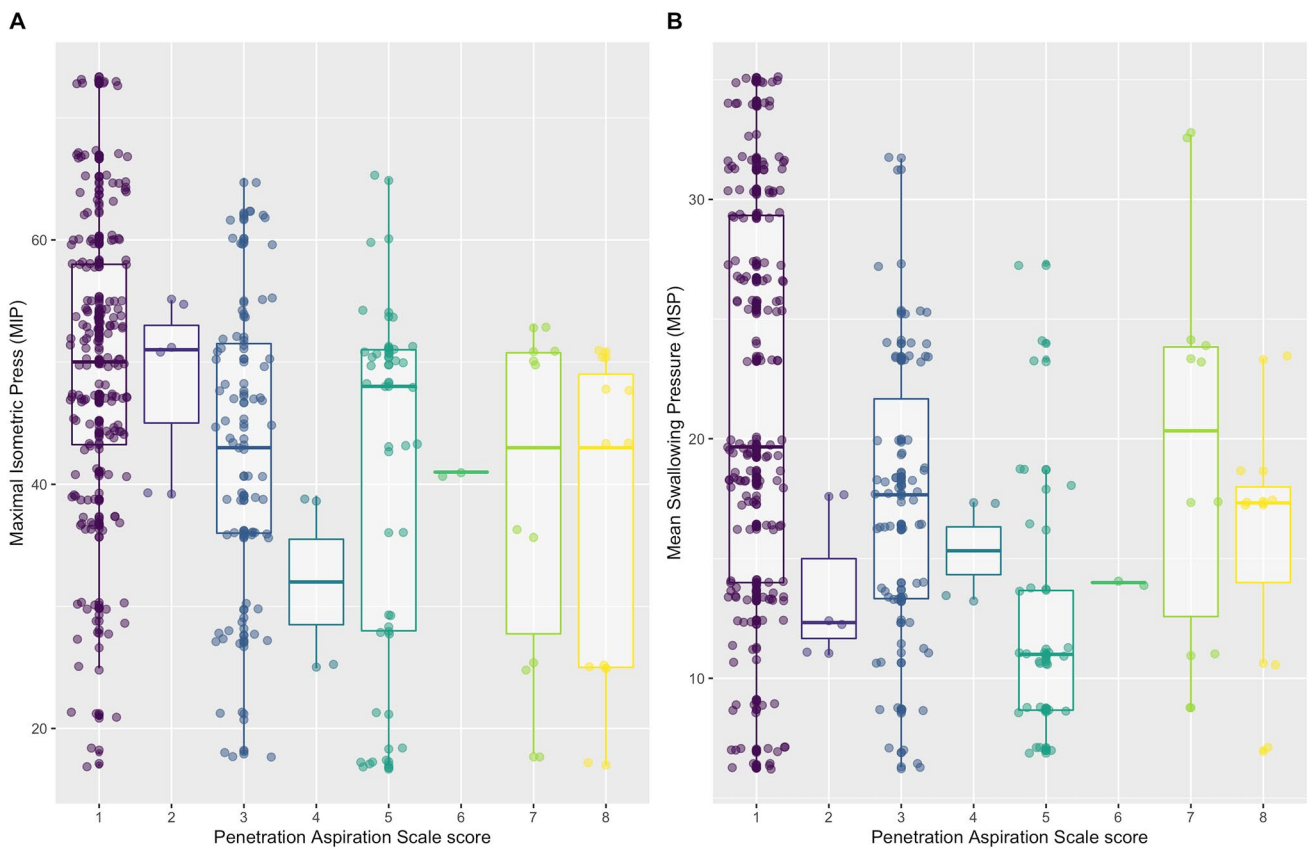 A
Maximal Isometric Press (MIP)
60
40
20
1 2 3 4 5 6 7 8
Penetration Aspiration Scale score
B
Mean Swallowing Pressure (MSP)
30
20
10
1 2 3 4 5 6 7 8
Penetration Aspiration Scale score